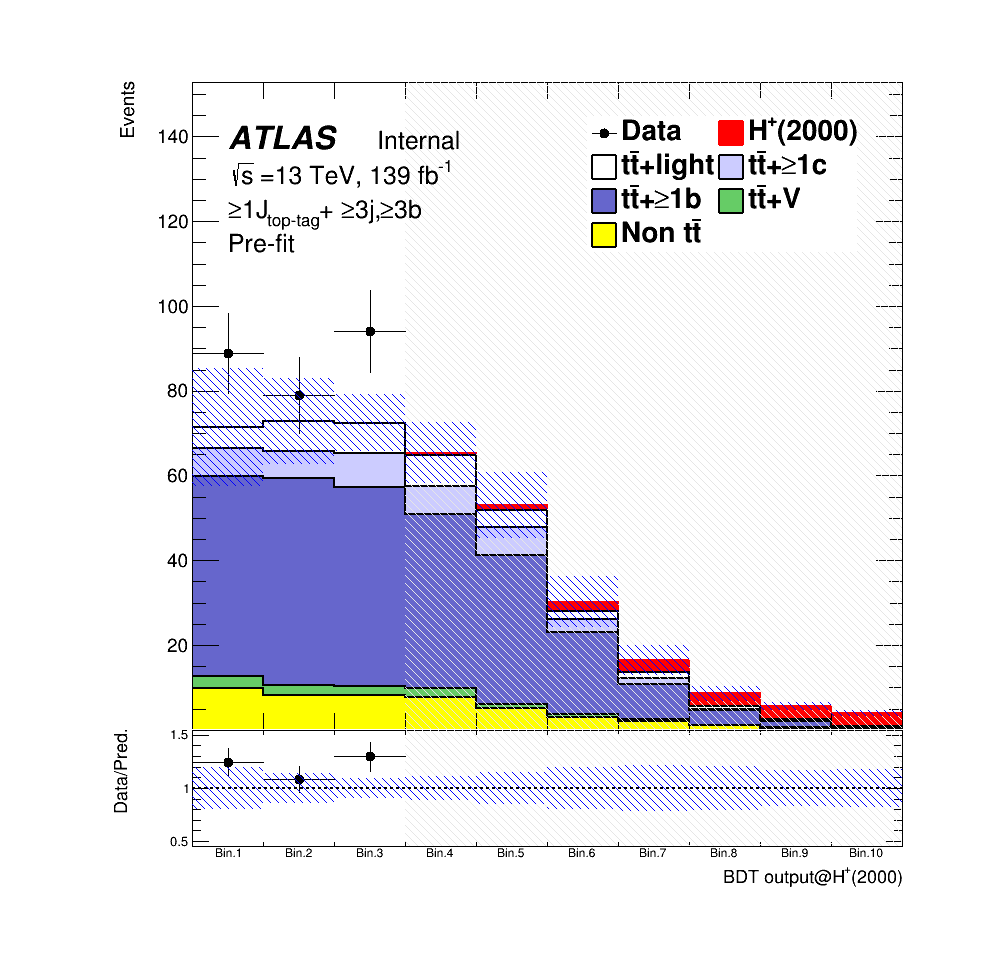 Events
140
120
100
80
60
40
20
ATLAS Internal
√s =13 TeV, 139 fb⁻¹
≥1J_top-tag+ ≥3j,≥3b
Pre-fit
Data H⁺(2000)
tt̄+light tt̄+≥1c
tt̄+≥1b tt̄+V
Non tt̄
Data/Pred.
1.5
1
0.5
Bin.1 Bin.2 Bin.3 Bin.4 Bin.5 Bin.6 Bin.7 Bin.8 Bin.9 Bin.10
BDT output@H⁺(2000)